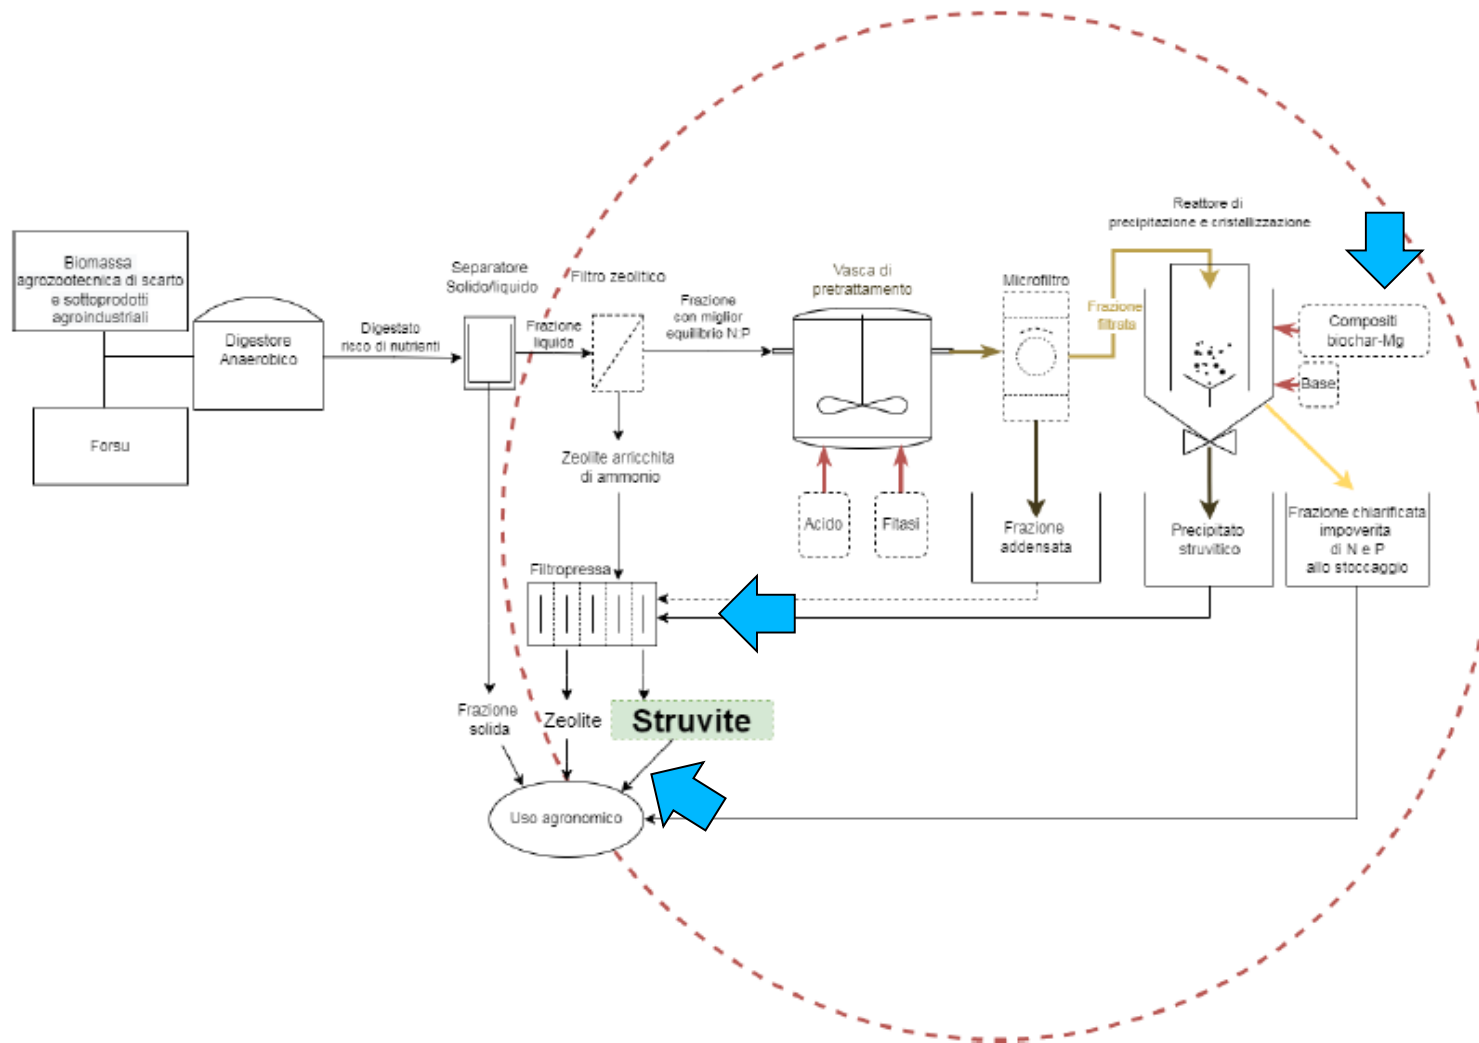 Biomassa
agrozootecnica di scarto
e sottoprodotti
agroindustriali
Forsu
Digestore
Anaerobico
Digestato
ricco di nutrienti
Separatore
Solido/liquido
Frazione
liquida
Filtro zeolitico
Frazione
con miglior
equilibrio N:P
Vasca di
pretrattamento
Microfiltro
Frazione
filtrata
Reattore di
precipitazione e cristallizzazione
Compositi
biochar-Mg
Base
Zeolite arricchita
di ammonio
Acido
Fitasi
Frazione
addensata
Precipitato
struvitico
Frazione chiarificata
impoverita
di N e P
allo stoccaggio
Filtropressa
Frazione
solida
Zeolite
Struvite
Uso agronomico